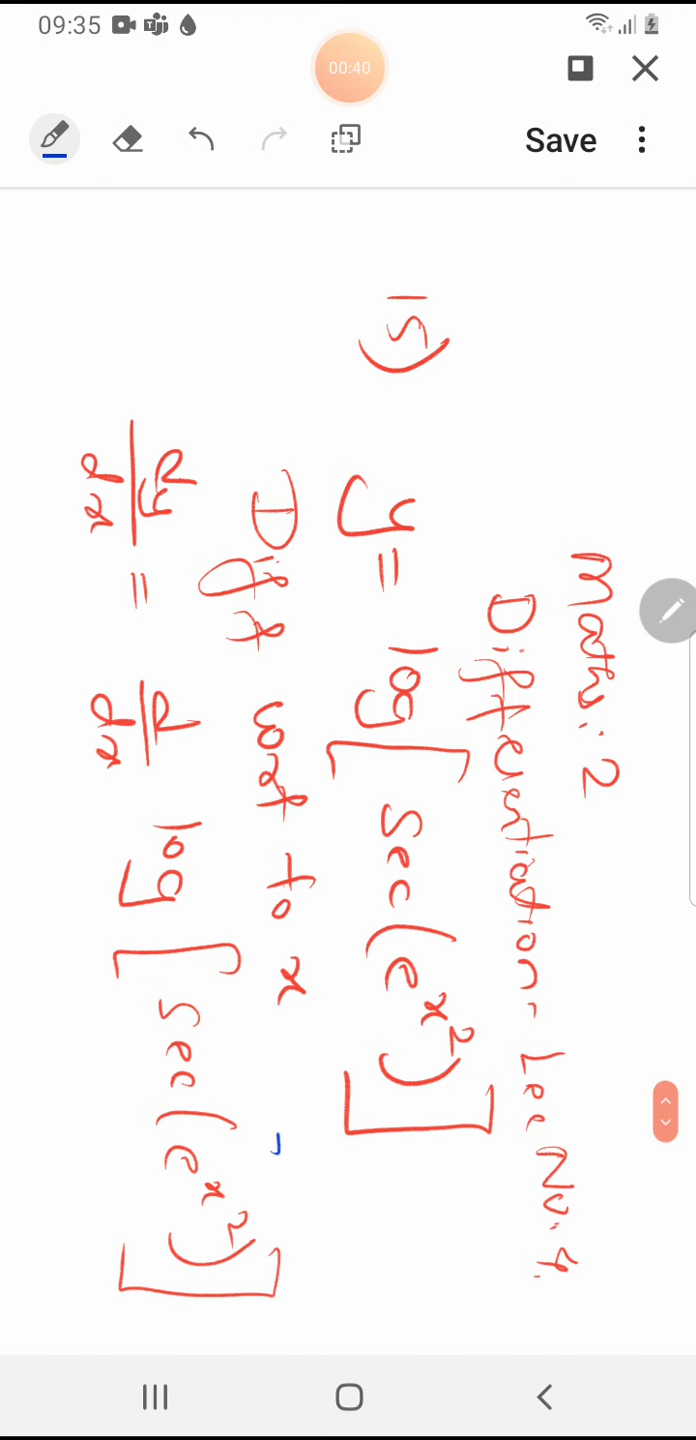 09:35
00:40
Save
Maths: 2
Differentiation - Lec No. 4.
15) y = log [sec (e^x²)]
Diff wrt to x
dy/dx = d/dx log [sec (e^x²)]